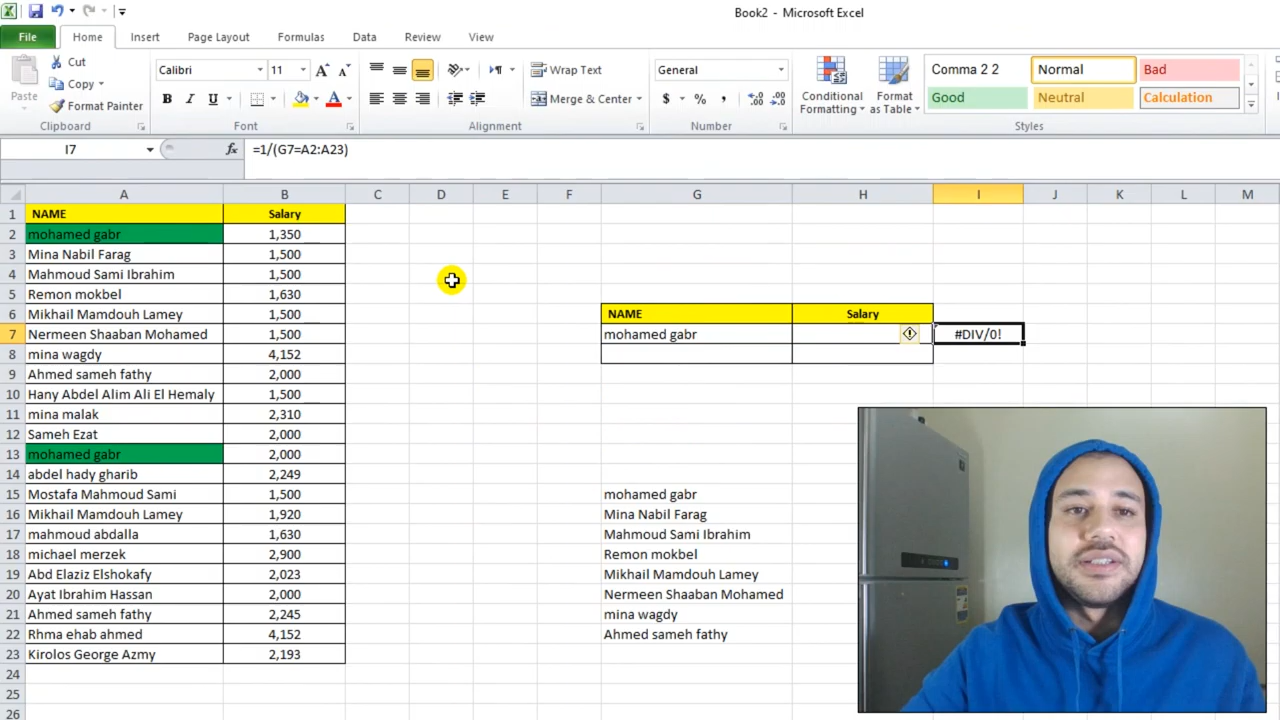 Book2 - Microsoft Excel
File Home Insert Page Layout Formulas Data Review View
Paste Cut Copy Format Painter
Calibri 11 A A B I U A
Wrap Text Merge & Center
General $ % ,
Conditional Formatting Format as Table
Comma 2 2 Normal Bad
Good Neutral Calculation
Clipboard Font Alignment Number Styles
I7 fx =1/(G7=A2:A23)
A B C D E F G H I J K L M
1 NAME Salary
2 mohamed gabr 1,350
3 Mina Nabil Farag 1,500
4 Mahmoud Sami Ibrahim 1,500
5 Remon mokbel 1,630
6 Mikhail Mamdouh Lamey 1,500 NAME Salary
7 Nermeen Shaaban Mohamed 1,500 mohamed gabr #DIV/0!
8 mina wagdy 4,152
9 Ahmed sameh fathy 2,000
10 Hany Abdel Alim Ali El Hemaly 1,500
11 mina malak 2,310
12 Sameh Ezat 2,000
13 mohamed gabr 2,000
14 abdel hady gharib 2,249
15 Mostafa Mahmoud Sami 1,500 mohamed gabr
16 Mikhail Mamdouh Lamey 1,920 Mina Nabil Farag
17 mahmoud abdalla 1,630 Mahmoud Sami Ibrahim
18 michael merzek 2,900 Remon mokbel
19 Abd Elaziz Elshokafy 2,023 Mikhail Mamdouh Lamey
20 Ayat Ibrahim Hassan 2,000 Nermeen Shaaban Mohamed
21 Ahmed sameh fathy 2,245 mina wagdy
22 Rhma ehab ahmed 4,152 Ahmed sameh fathy
23 Kirolos George Azmy 2,193
24
25
26